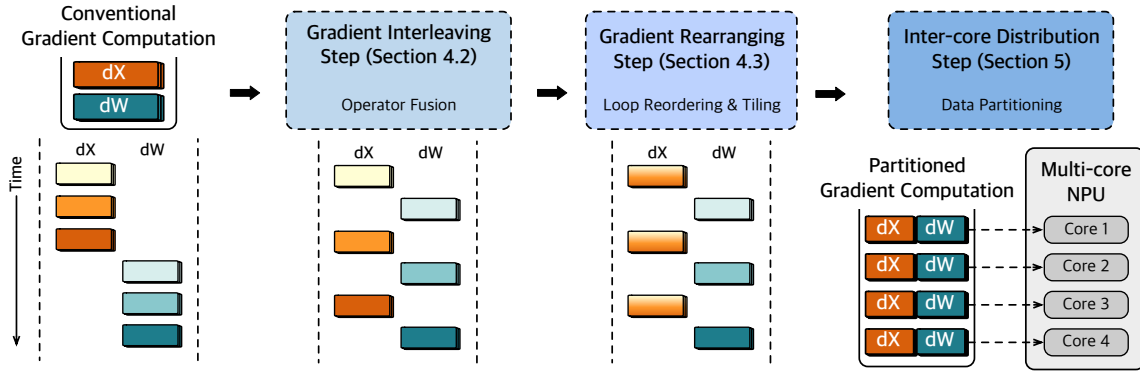 Conventional
Gradient Computation
dX
dW
Gradient Interleaving
Step (Section 4.2)
Operator Fusion
Gradient Rearranging
Step (Section 4.3)
Loop Reordering & Tiling
Inter-core Distribution
Step (Section 5)
Data Partitioning
Time
dX dW
dX dW
dX dW
Partitioned
Gradient Computation
dX dW
dX dW
dX dW
dX dW
Multi-core
NPU
Core 1
Core 2
Core 3
Core 4